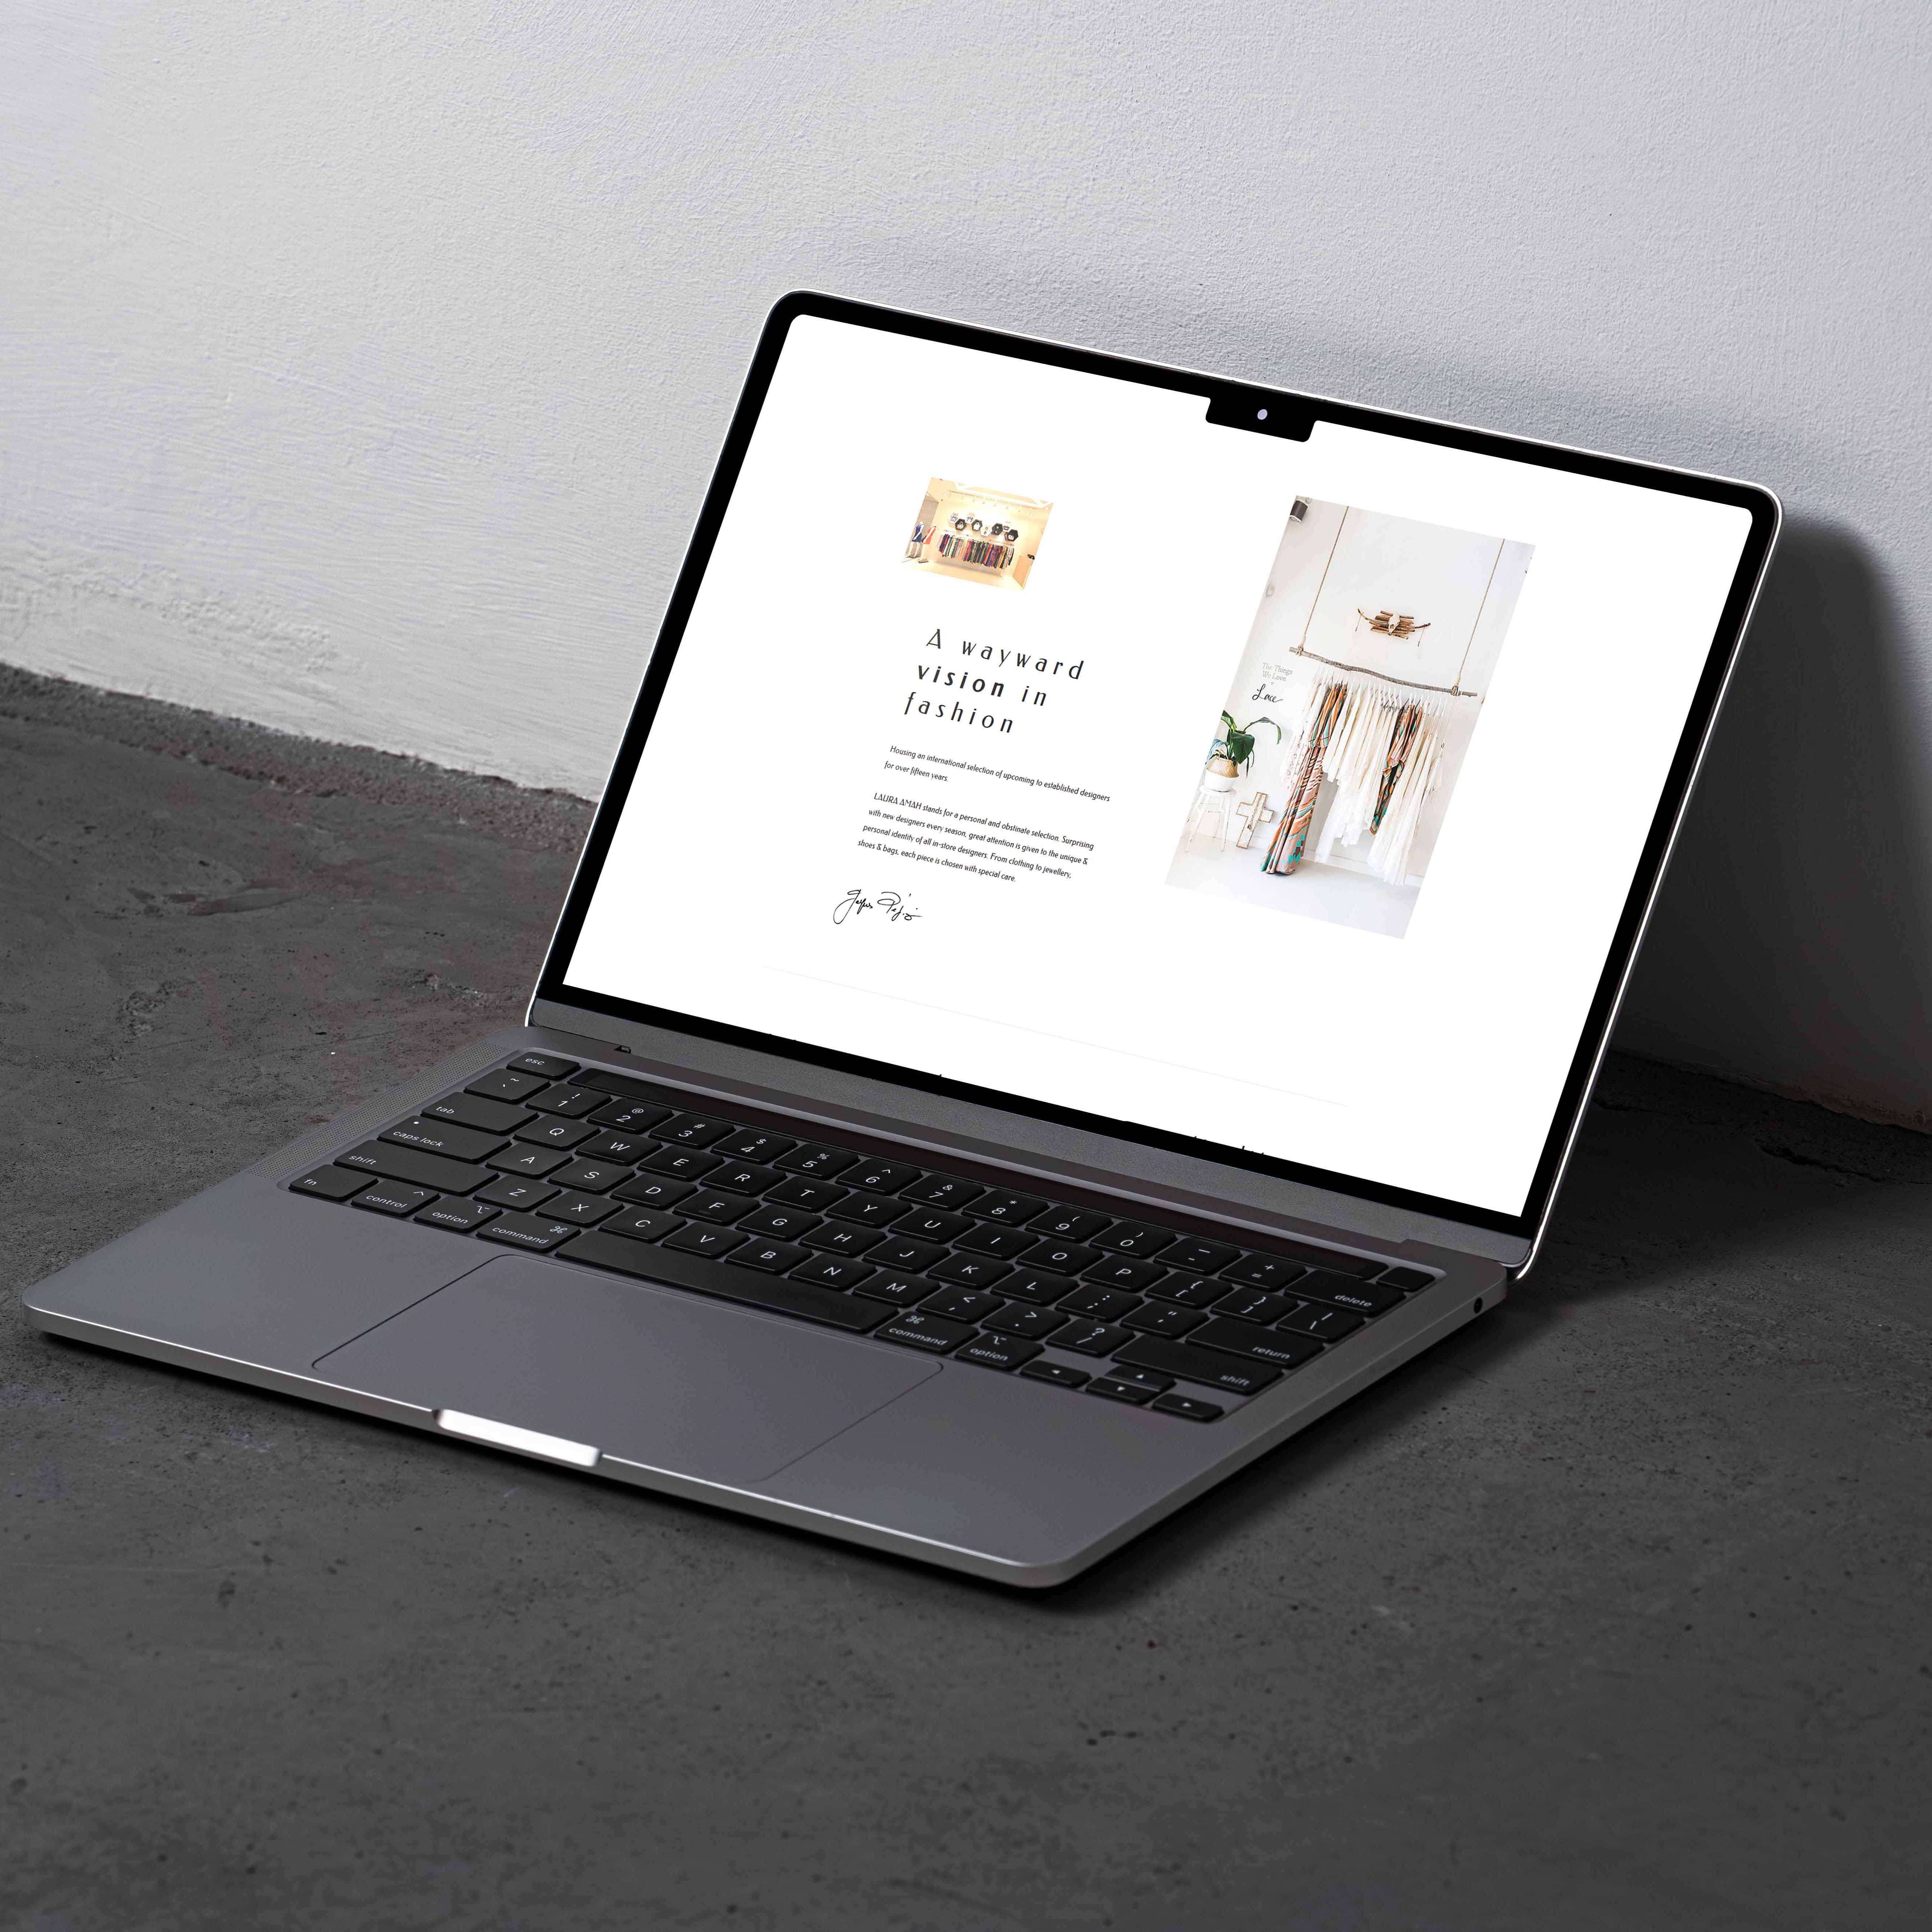 A wayward
vision in
fashion
Housing an international selection of upcoming to established designers
for over fifteen years.
LAURA AMAH stands for a personal and obstinate selection. Surprising
with new designers every season, great attention is given to the unique &
personal identity of all in-store designers. From clothing to jewellery,
shoes & bags, each piece is chosen with special care.
The Things
We Love
Lace
esc
~ `
! 1
@ 2
# 3
$ 4
% 5
^ 6
& 7
* 8
( 9
) 0
— -
+ =
delete
tab
Q W E R T Y U I O P { [ } ] | \
caps lock
A S D F G H J K L : ; " '
return
shift
Z X C V B N M < , > . ? /
shift
fn
^ control
⌥ option
⌘ command
⌘ command
⌥ option
◀ ▲ ▼ ▶